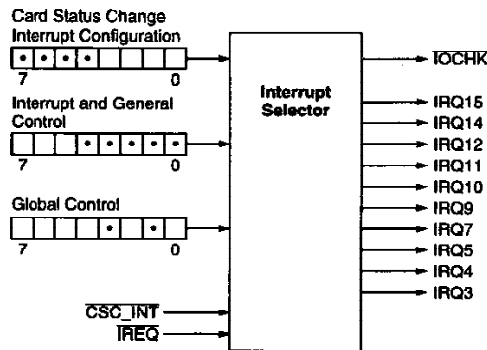 Card Status Change
Interrupt Configuration
7 0
Interrupt and General
Control
7 0
Global Control
7 0
CSC_INT
IREQ
Interrupt
Selector
IOCHK
IRQ15
IRQ14
IRQ12
IRQ11
IRQ10
IRQ9
IRQ7
IRQ5
IRQ4
IRQ3